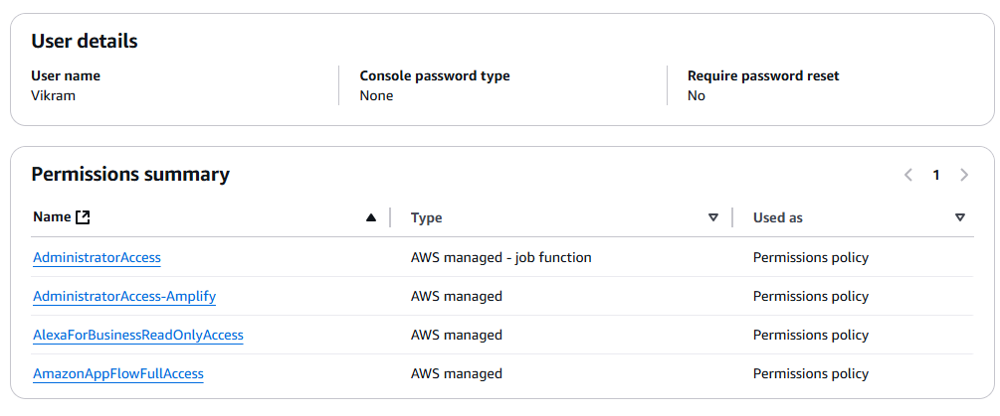 User details
User name
Vikram
Console password type
None
Require password reset
No
Permissions summary
1
Name Type Used as
AdministratorAccess AWS managed - job function Permissions policy
AdministratorAccess-Amplify AWS managed Permissions policy
AlexaForBusinessReadOnlyAccess AWS managed Permissions policy
AmazonAppFlowFullAccess AWS managed Permissions policy